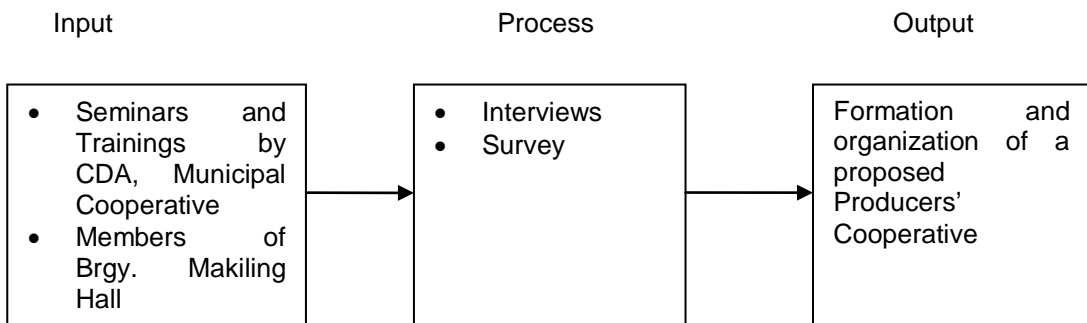 Input
Process
Output
• Seminars and
Trainings by
CDA, Municipal
Cooperative
• Members of
Brgy. Makiling
Hall
• Interviews
• Survey
Formation and
organization of a
proposed
Producers’
Cooperative